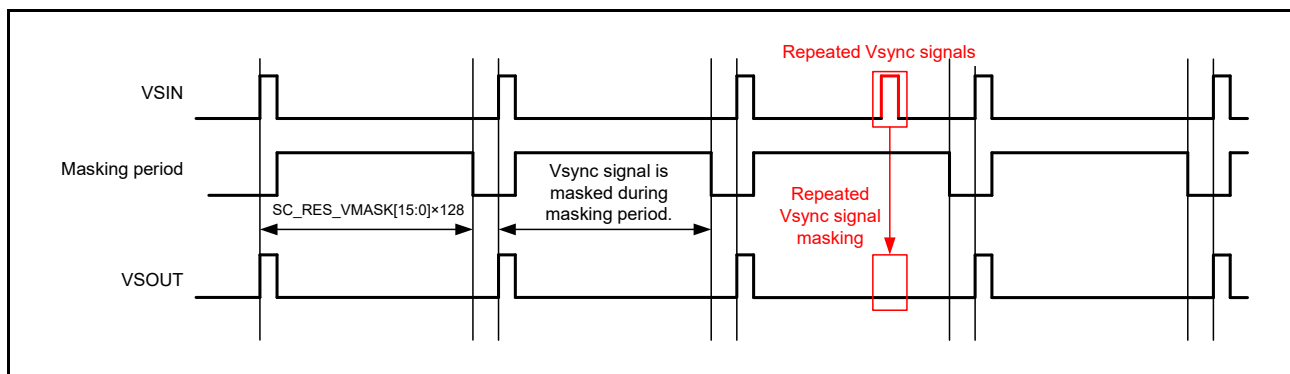 Repeated Vsync signals
VSIN
Masking period
Vsync signal is
masked during
masking period.
SC_RES_VMASK[15:0]×128
Repeated
Vsync signal
masking
VSOUT